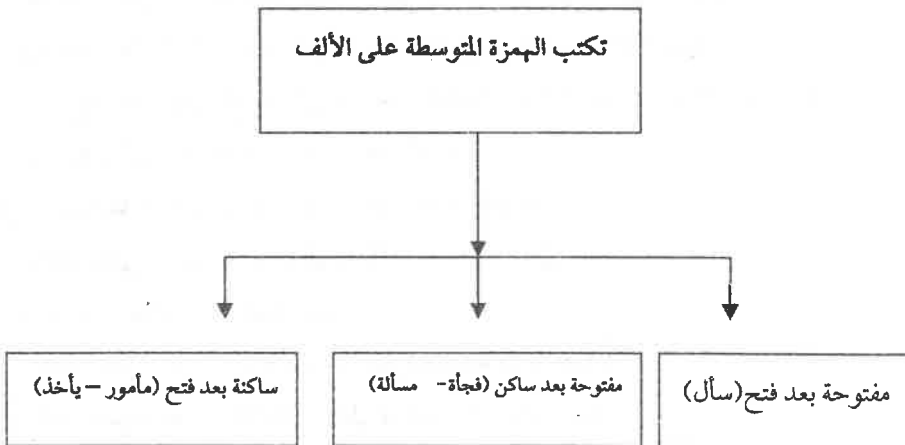 تكتب الهمزة المتوسطة على الألف
مفتوحة بعد فتح(سأل)
مفتوحة بعد ساكن (فجأة- مسألة)
ساكنة بعد فتح (مأمور – يأخذ)